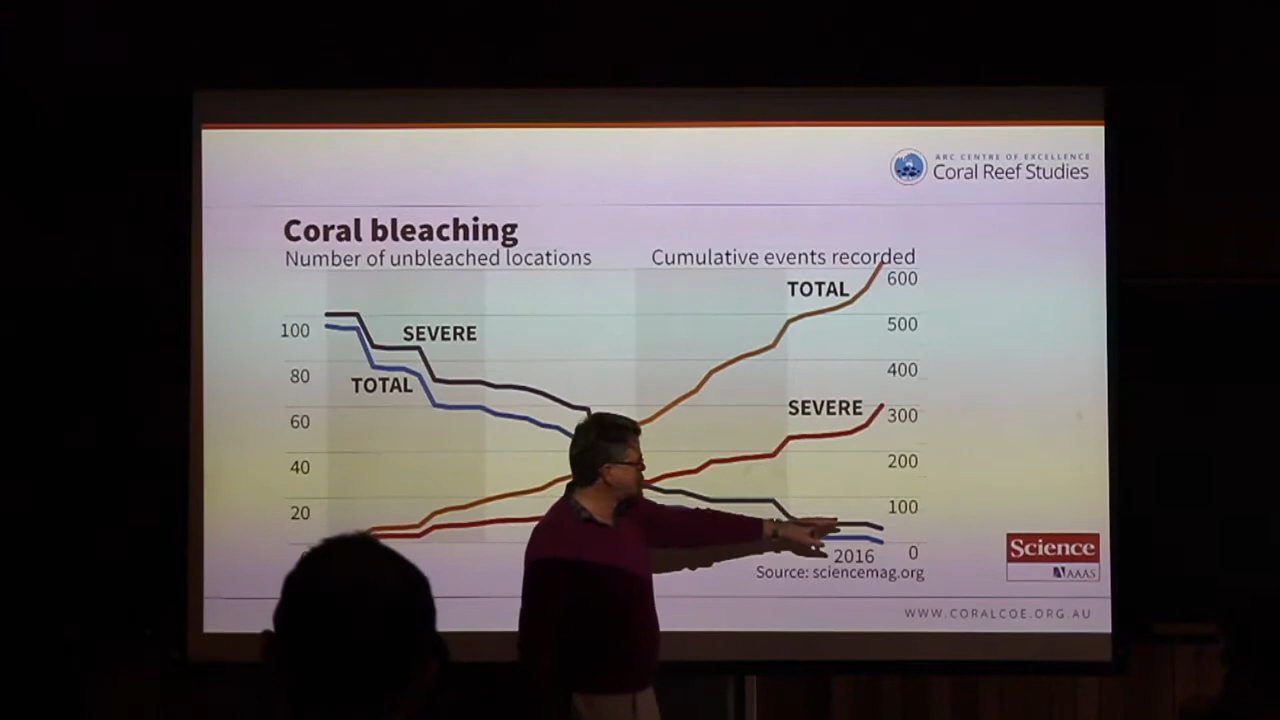 ARC CENTRE OF EXCELLENCE
Coral Reef Studies
Coral bleaching
Number of unbleached locations
Cumulative events recorded
TOTAL
600
500
100
SEVERE
400
80
TOTAL
SEVERE
300
60
200
40
100
20
2016
0
Source: sciencemag.org
Science
AAAS
WWW.CORALCOE.ORG.AU